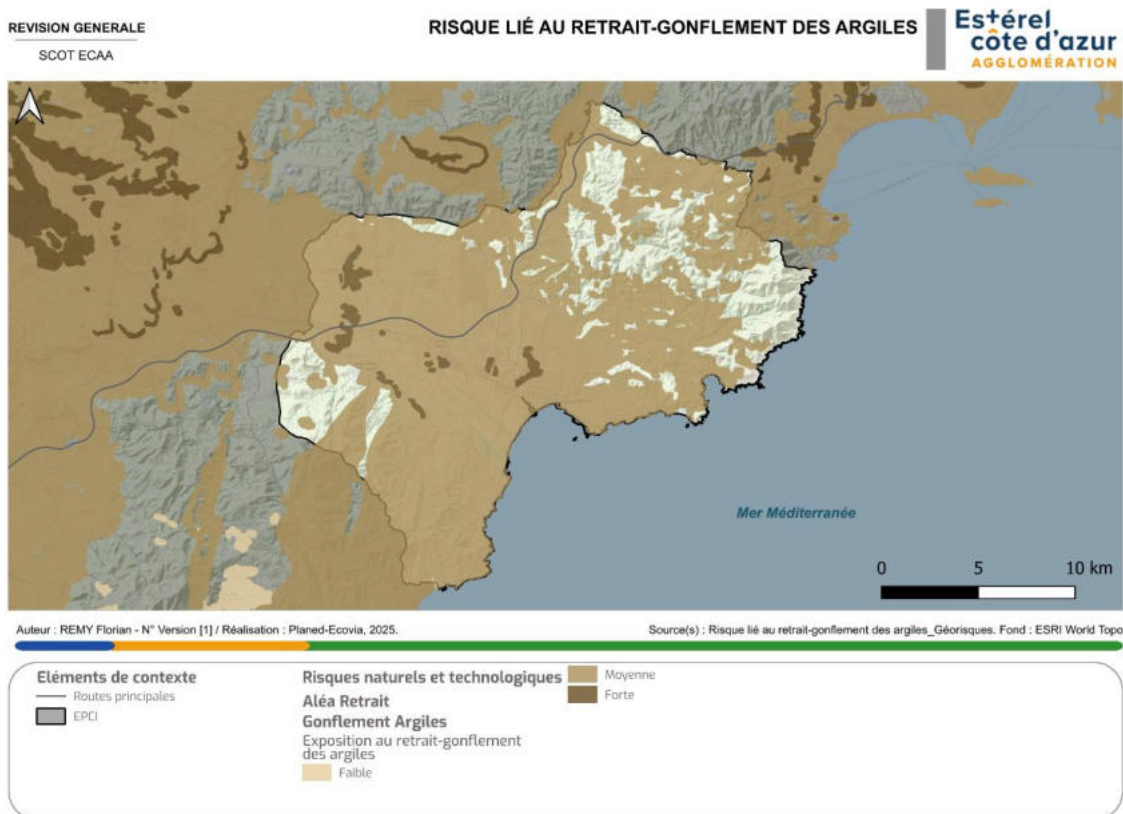 REVISION GENERALE
SCOT ECAA
RISQUE LIÉ AU RETRAIT-GONFLEMENT DES ARGILES
Estérel
côte d'azur
AGGLOMÉRATION
Mer Méditerranée
0 5 10 km
Auteur : REMY Florian - N° Version [1] / Réalisation : Planed-Ecovia, 2025.
Source(s) : Risque lié au retrait-gonflement des argiles_Géorisques. Fond : ESRI World Topo
Eléments de contexte
Routes principales
EPCI
Risques naturels et technologiques
Aléa Retrait
Gonflement Argiles
Exposition au retrait-gonflement
des argiles
Faible
Moyenne
Forte